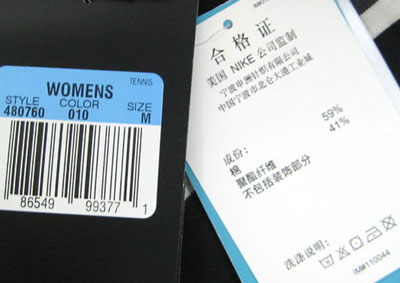 TENNIS
WOMENS
STYLE COLOR SIZE
480760 010 M
86549 99377 1
合格证
美国 NIKE 公司监制
宁波申洲针织有限公司
中国宁波市北仑大港工业城
59%
41%
成份:
棉
聚酯纤维
不包括装饰部分
洗涤说明:
IM#110044